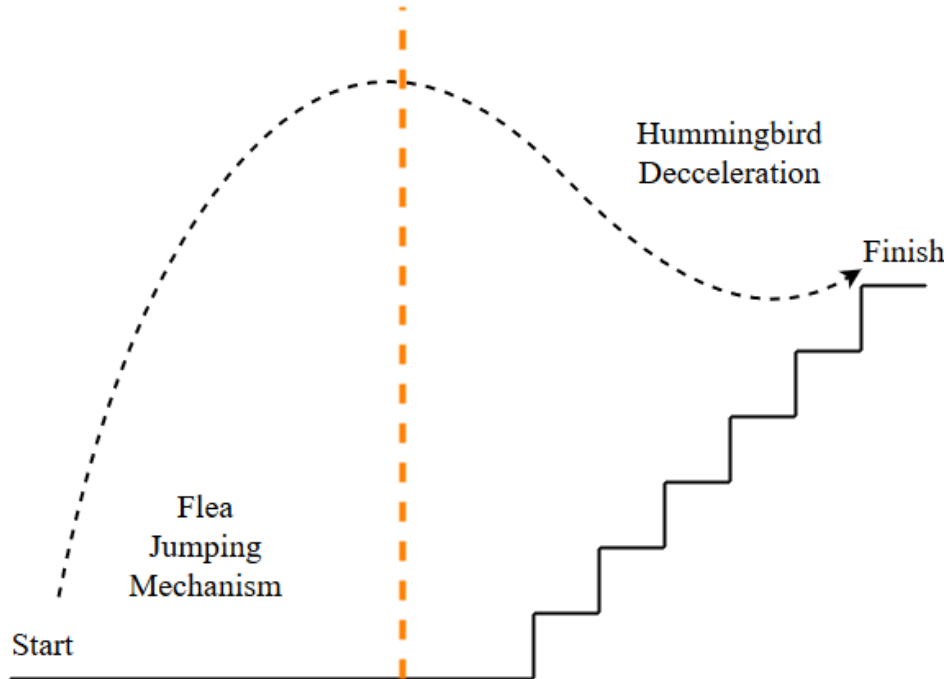 Hummingbird
Decceleration
Finish
Flea
Jumping
Mechanism
Start